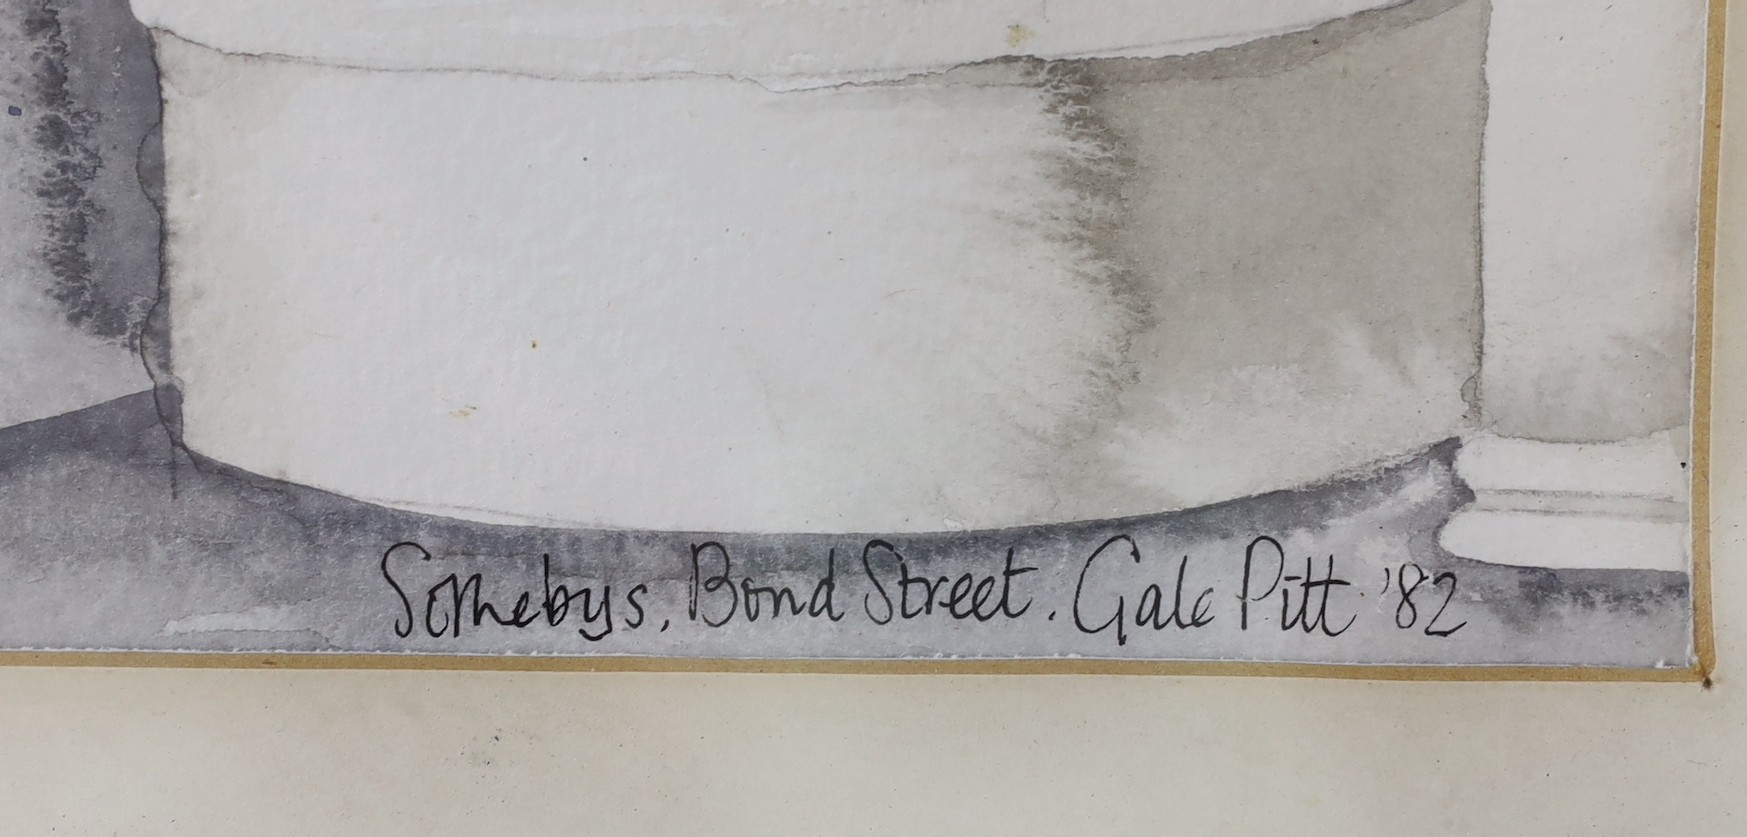 Sothebys, Bond Street. Gale Pitt '82